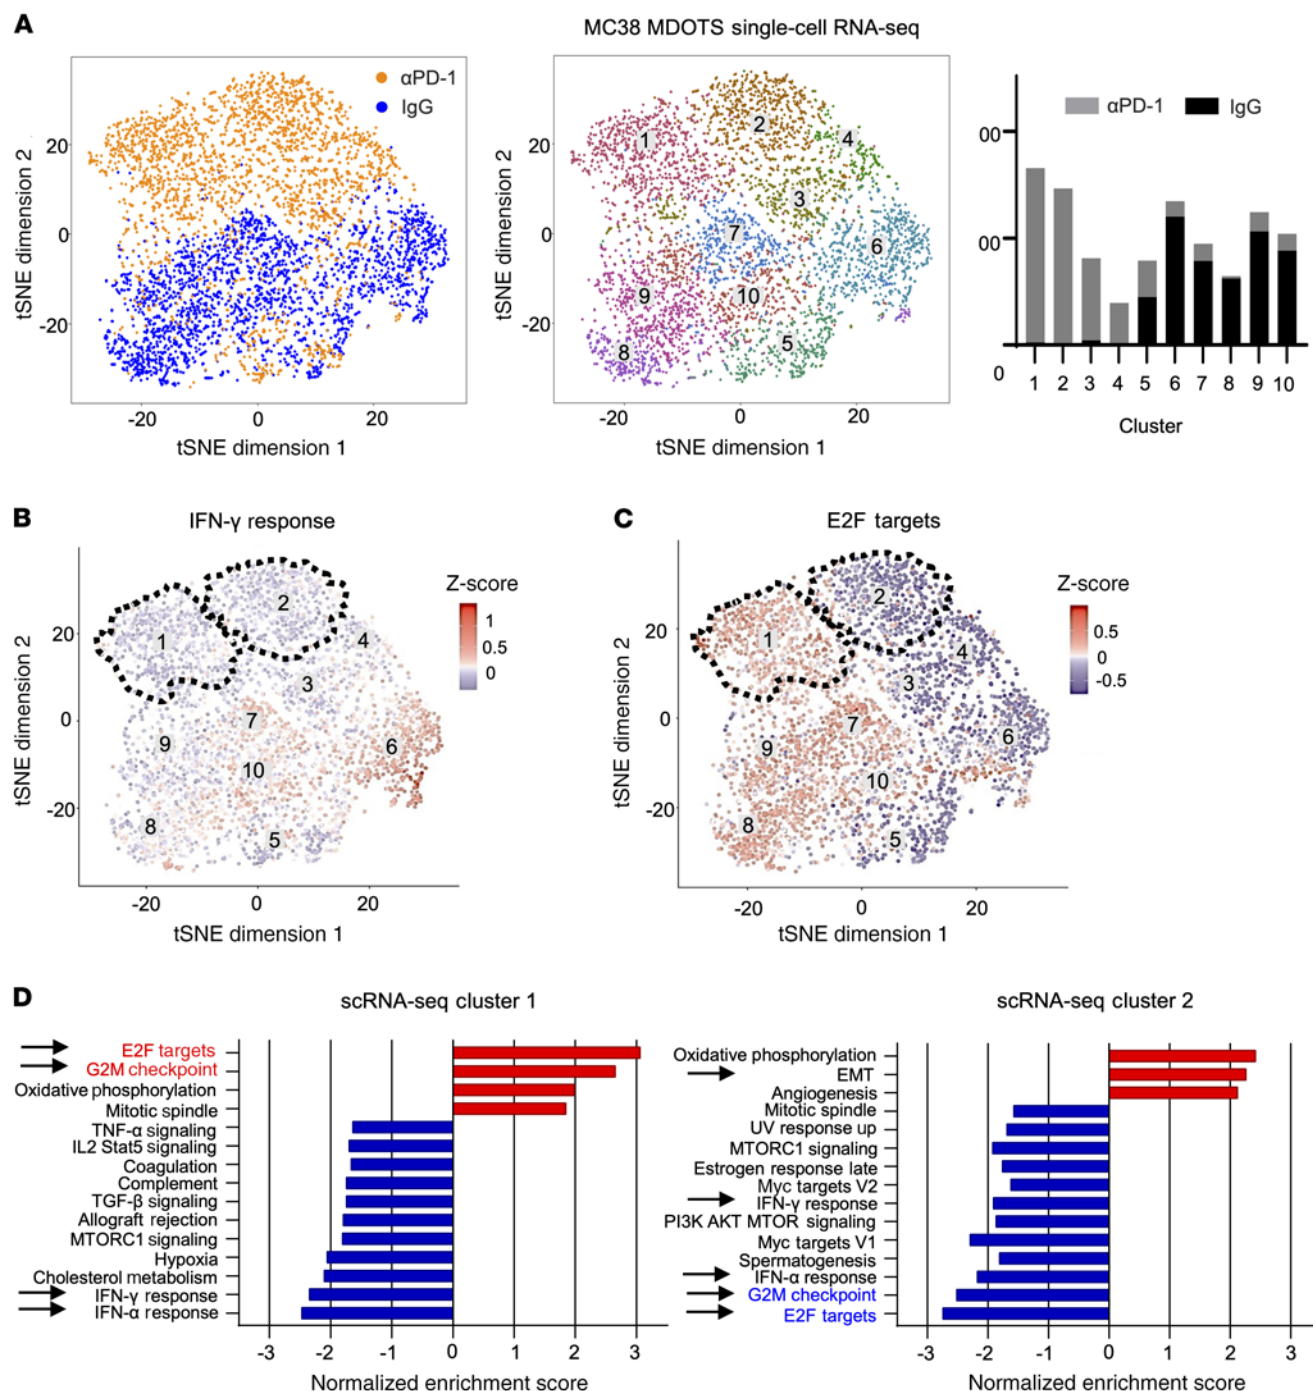 A
MC38 MDOTS single-cell RNA-seq
αPD-1
IgG
20
0
-20
tSNE dimension 2
-20
0
20
tSNE dimension 1
1
2
3
4
5
6
7
8
9
10
20
0
-20
tSNE dimension 2
-20
0
20
tSNE dimension 1
αPD-1
IgG
00
00
0
1 2 3 4 5 6 7 8 9 10
Cluster
B
IFN-γ response
1
2
3
4
5
6
7
8
9
10
20
0
-20
tSNE dimension 2
-20
0
20
tSNE dimension 1
Z-score
1
0.5
0
C
E2F targets
1
2
3
4
5
6
7
8
9
10
20
0
-20
tSNE dimension 2
-20
0
20
tSNE dimension 1
Z-score
0.5
0
-0.5
D
scRNA-seq cluster 1
E2F targets
G2M checkpoint
Oxidative phosphorylation
Mitotic spindle
TNF-α signaling
IL2 Stat5 signaling
Coagulation
Complement
TGF-β signaling
Allograft rejection
MTORC1 signaling
Hypoxia
Cholesterol metabolism
IFN-γ response
IFN-α response
-3 -2 -1 0 1 2 3
Normalized enrichment score
scRNA-seq cluster 2
Oxidative phosphorylation
EMT
Angiogenesis
Mitotic spindle
UV response up
MTORC1 signaling
Estrogen response late
Myc targets V2
IFN-γ response
PI3K AKT MTOR signaling
Myc targets V1
Spermatogenesis
IFN-α response
G2M checkpoint
E2F targets
-3 -2 -1 0 1 2 3
Normalized enrichment score